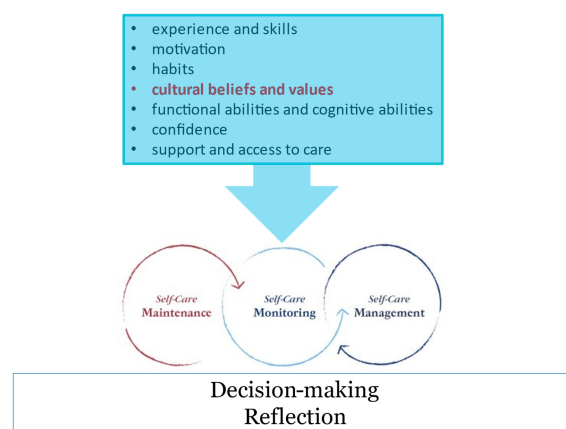 • experience and skills
• motivation
• habits
• cultural beliefs and values
• functional abilities and cognitive abilities
• confidence
• support and access to care
Self-Care
Maintenance
Self-Care
Monitoring
Self-Care
Management
Decision-making
Reflection